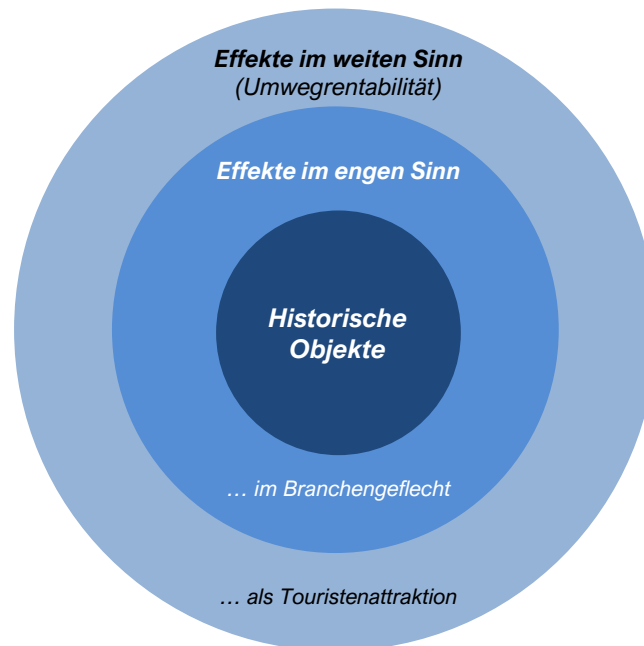 Effekte im weiten Sinn
(Umwegrentabilität)
Effekte im engen Sinn
Historische
Objekte
… im Branchengeflecht
… als Touristenattraktion